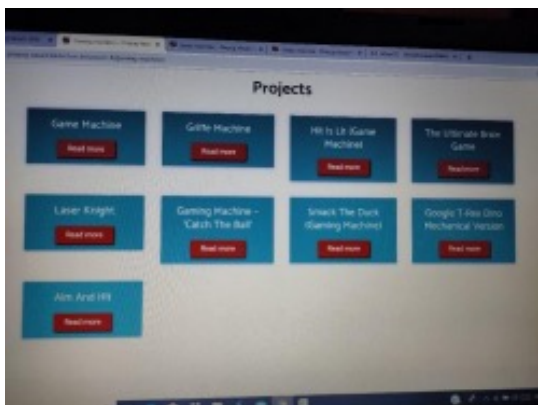 Projects
Game Machine
Read more
Griffe Machine
Read more
Hit Is Lit (Game
Machine)
Read more
The Ultimate Brain
Game
Read more
Laser Knight
Read more
Gaming Machine -
'Catch The Ball'
Read more
Smack The Duck
(Gaming Machine)
Read more
Google T-Rex Dino
Mechanical Version
Read more
Aim And Hit
Read more